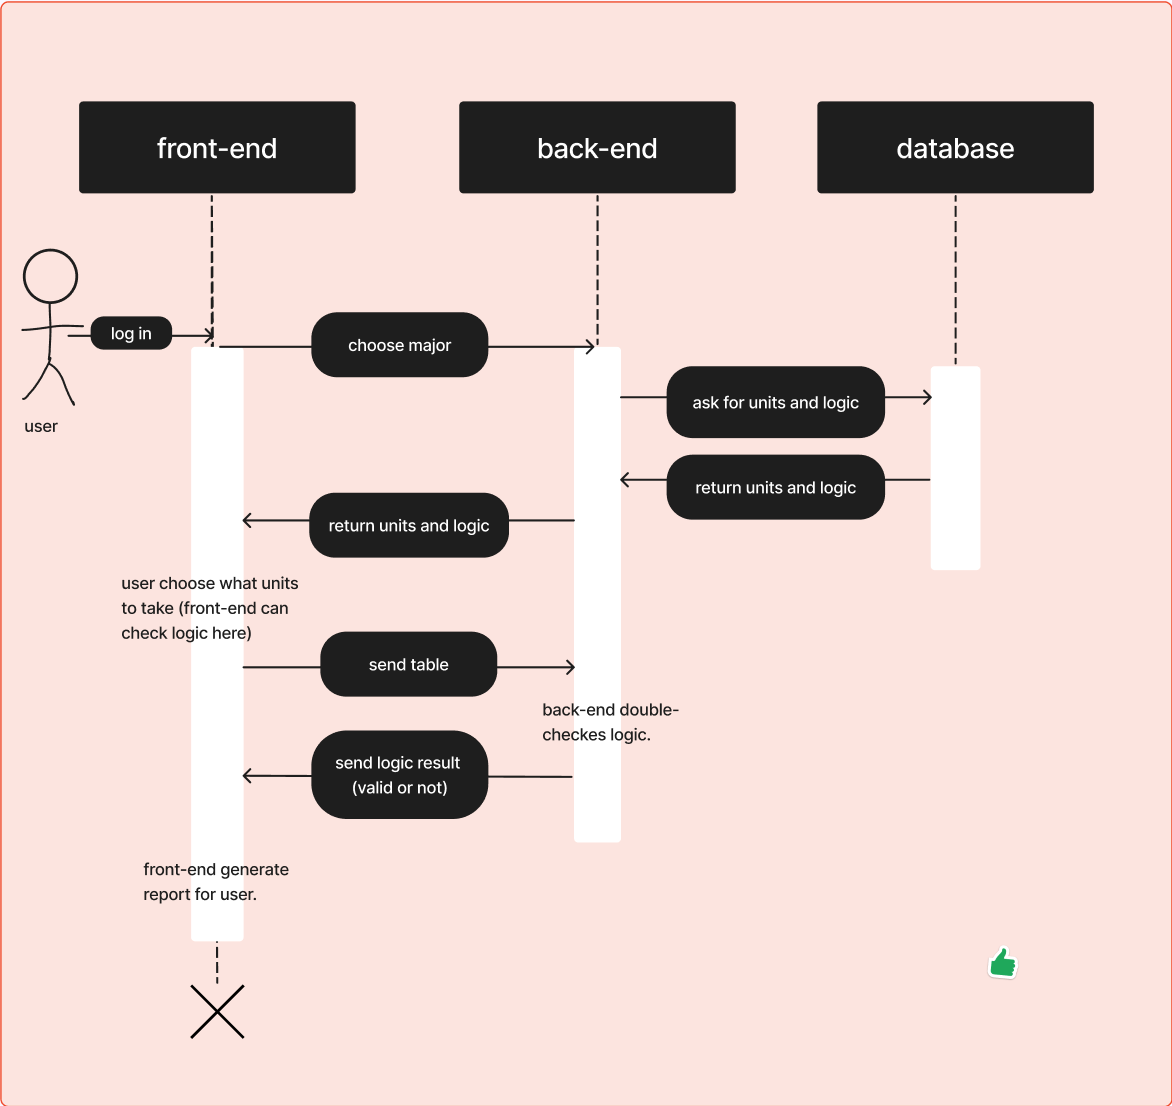 front-end
back-end
database
log in
choose major
user
ask for units and logic
return units and logic
return units and logic
user choose what units
to take (front-end can
check logic here)
send table
back-end double-
checkes logic.
send logic result
(valid or not)
front-end generate
report for user.